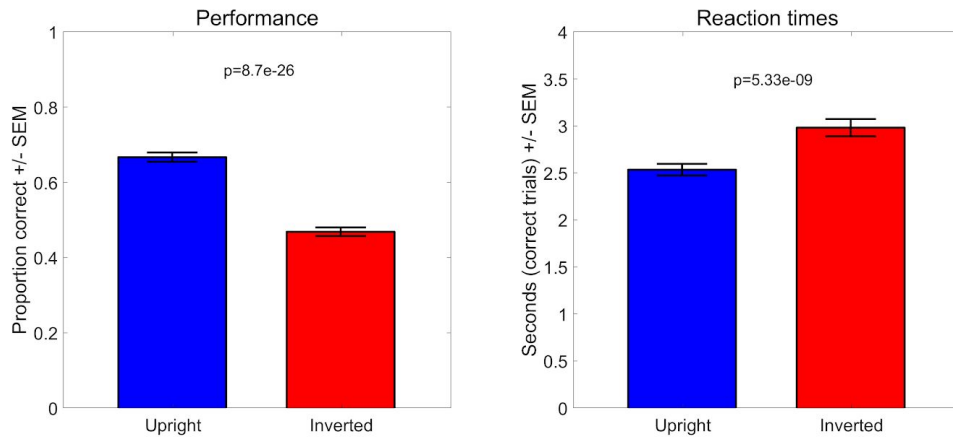 Performance
Proportion correct +/- SEM
1
0.8
0.6
0.4
0.2
0
p=8.7e-26
Upright Inverted
Reaction times
Seconds (correct trials) +/- SEM
4
3.5
3
2.5
2
1.5
1
0.5
0
p=5.33e-09
Upright Inverted